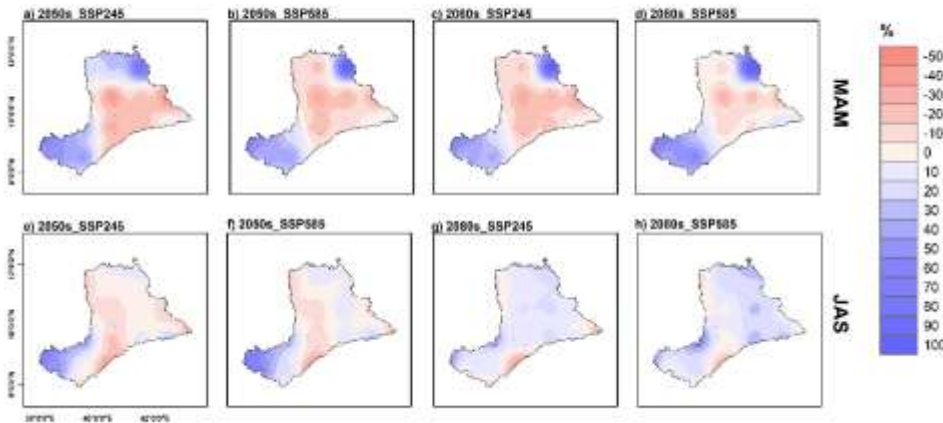 a) 2050s_SSP245
b) 2050s_SSP585
c) 2080s_SSP245
d) 2080s_SSP585
%
-50
-40
-30
-20
-10
0
10
20
30
40
50
60
70
80
90
100
MAM
e) 2050s_SSP245
f) 2050s_SSP585
g) 2080s_SSP245
h) 2080s_SSP585
JAS